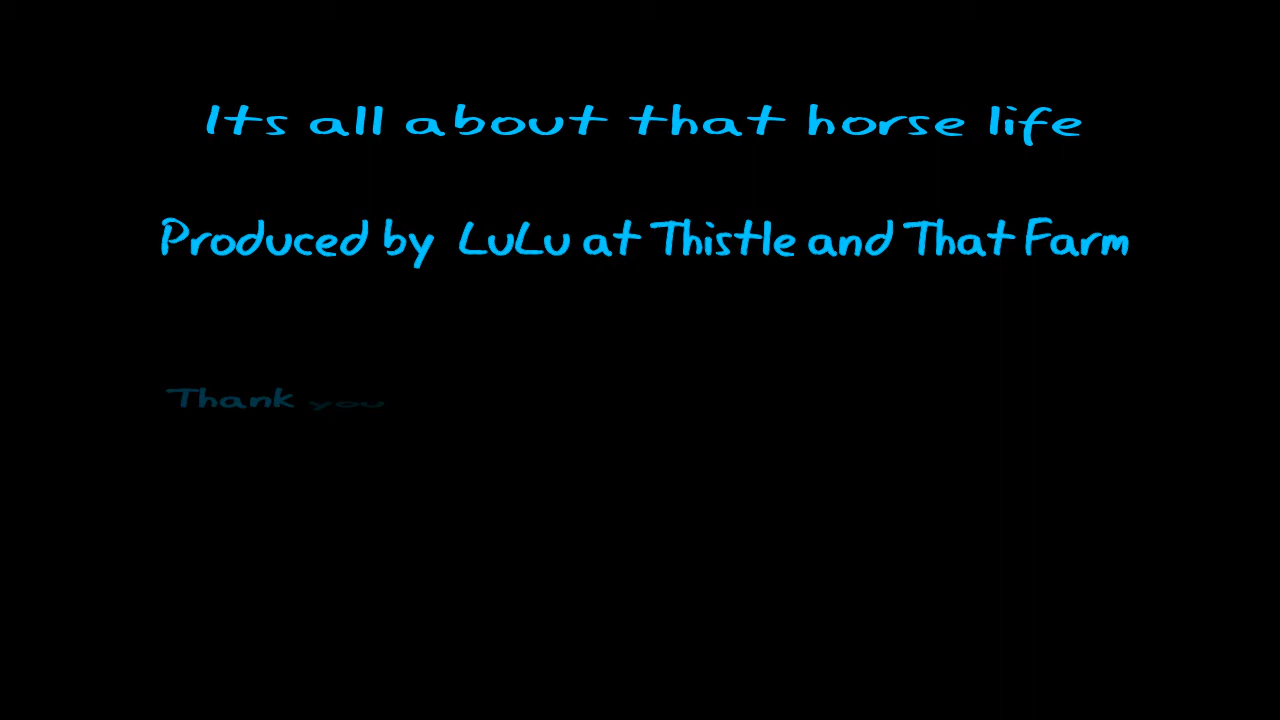 Its all about that horse life
Produced by LuLu at Thistle and That Farm
Thank you